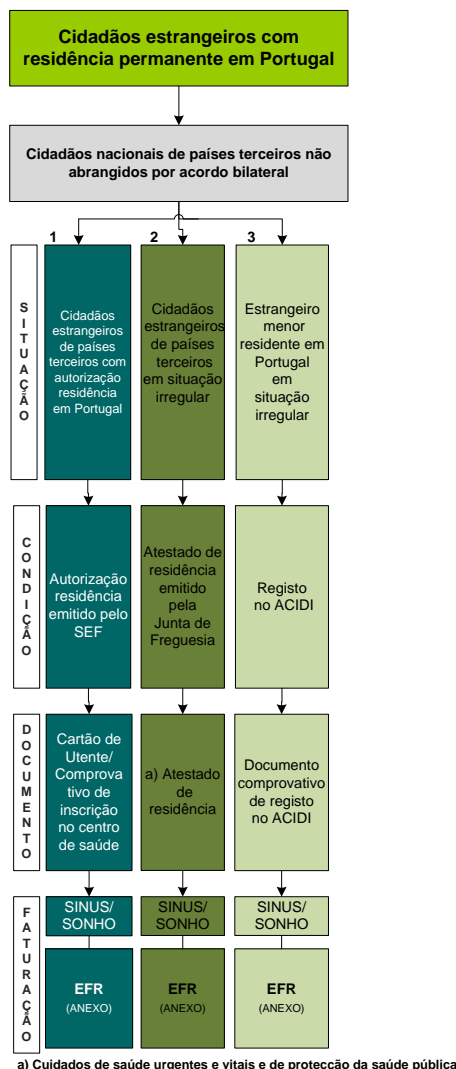 Cidadãos estrangeiros com
residência permanente em Portugal
Cidadãos nacionais de países terceiros não
abrangidos por acordo bilateral
1
2
3
SITUAÇÃO
Cidadãos
estrangeiros
de países
terceiros com
autorização
residência
em Portugal
Cidadãos
estrangeiros
de países
terceiros
em situação
irregular
Estrangeiro
menor
residente em
Portugal
em
situação
irregular
CONDIÇÃO
Autorização
residência
emitido pelo
SEF
Atestado de
residência
emitido
pela
Junta de
Freguesia
Registo
no ACIDI
DOCUMENTO
Cartão de
Utente/
Comprova
tivo de
inscrição
no centro
de saúde
a) Atestado
de
residência
Documento
comprovativo
de registo
no ACIDI
FATURAÇÃO
SINUS/
SONHO
SINUS/
SONHO
SINUS/
SONHO
EFR
(ANEXO)
EFR
(ANEXO)
EFR
(ANEXO)
a) Cuidados de saúde urgentes e vitais e de protecção da saúde pública